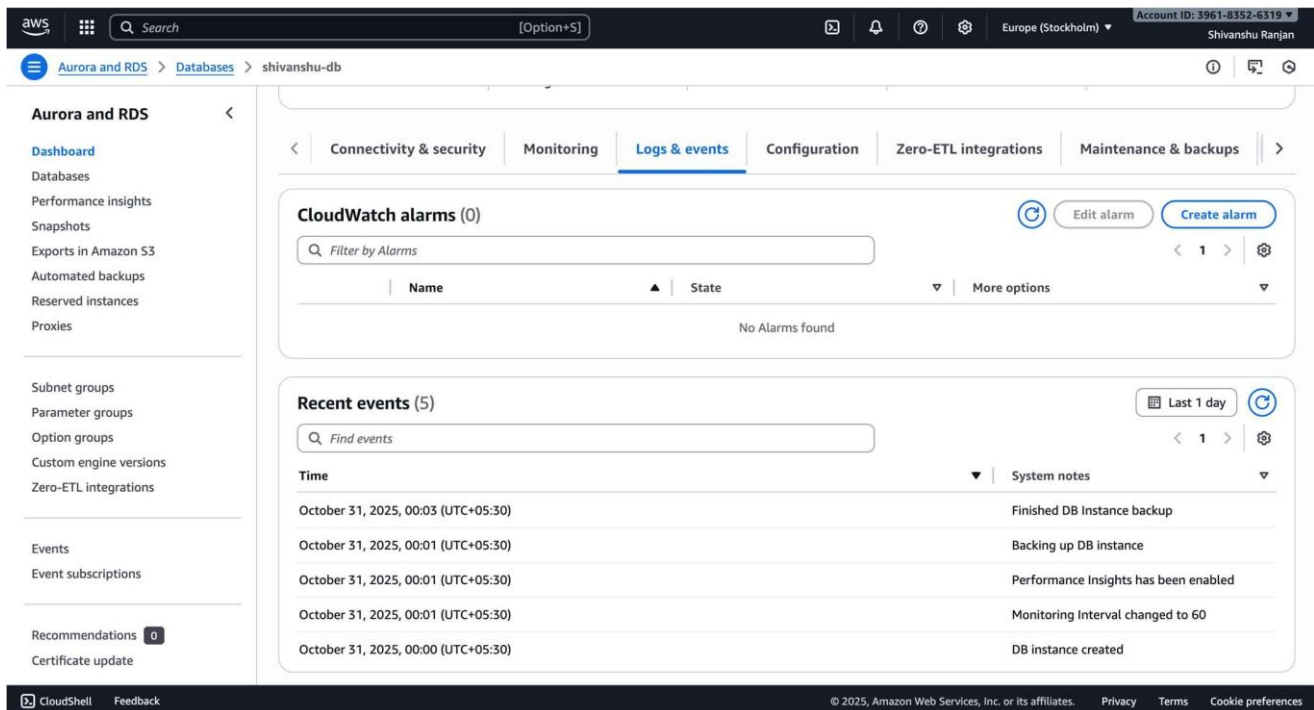 aws
Search [Option+S]
Europe (Stockholm)
Account ID: 3961-8352-6319
Shivanshu Ranjan
Aurora and RDS > Databases > shivanshu-db
Aurora and RDS
Dashboard
Databases
Performance insights
Snapshots
Exports in Amazon S3
Automated backups
Reserved instances
Proxies
Subnet groups
Parameter groups
Option groups
Custom engine versions
Zero-ETL integrations
Events
Event subscriptions
Recommendations 0
Certificate update
Connectivity & security Monitoring Logs & events Configuration Zero-ETL integrations Maintenance & backups
CloudWatch alarms (0)
Edit alarm Create alarm
Filter by Alarms
1
Name State More options
No Alarms found
Recent events (5)
Last 1 day
Find events
1
Time System notes
October 31, 2025, 00:03 (UTC+05:30) Finished DB Instance backup
October 31, 2025, 00:01 (UTC+05:30) Backing up DB instance
October 31, 2025, 00:01 (UTC+05:30) Performance Insights has been enabled
October 31, 2025, 00:01 (UTC+05:30) Monitoring Interval changed to 60
October 31, 2025, 00:00 (UTC+05:30) DB instance created
CloudShell Feedback © 2025, Amazon Web Services, Inc. or its affiliates. Privacy Terms Cookie preferences